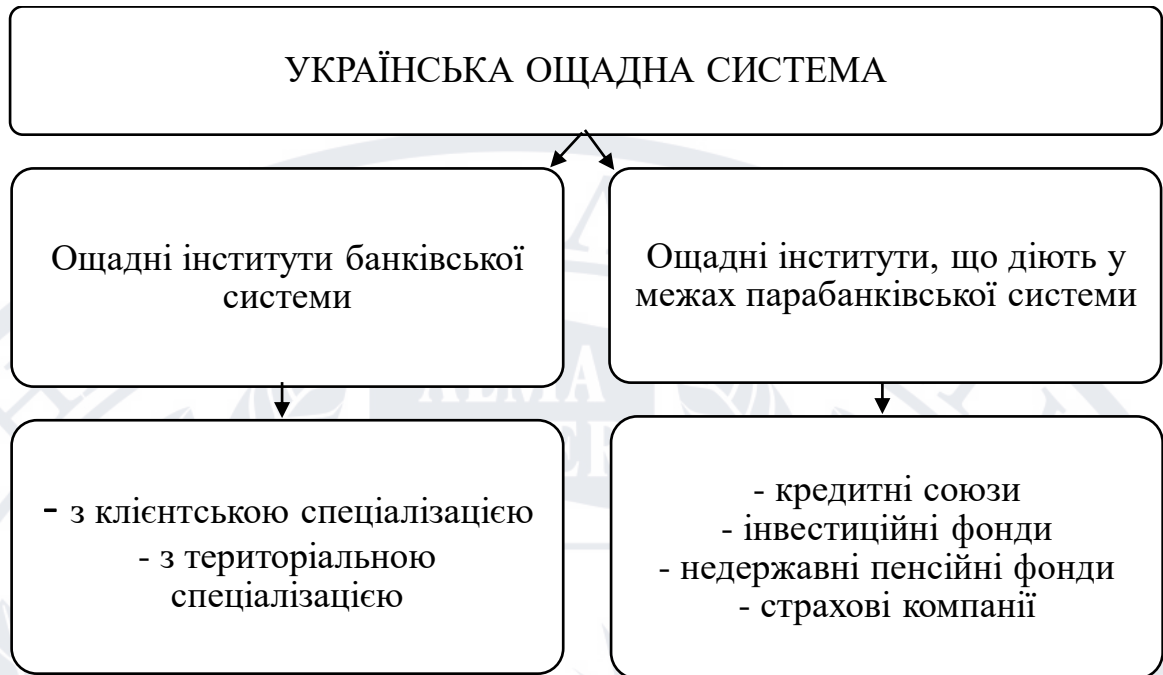 УКРАЇНСЬКА ОЩАДНА СИСТЕМА
Ощадні інститути банківської
системи
Ощадні інститути, що діють у
межах парабанківської системи
- з клієнтською спеціалізацією
- з територіальною
спеціалізацією
- кредитні союзи
- інвестиційні фонди
- недержавні пенсійні фонди
- страхові компанії
ALMA